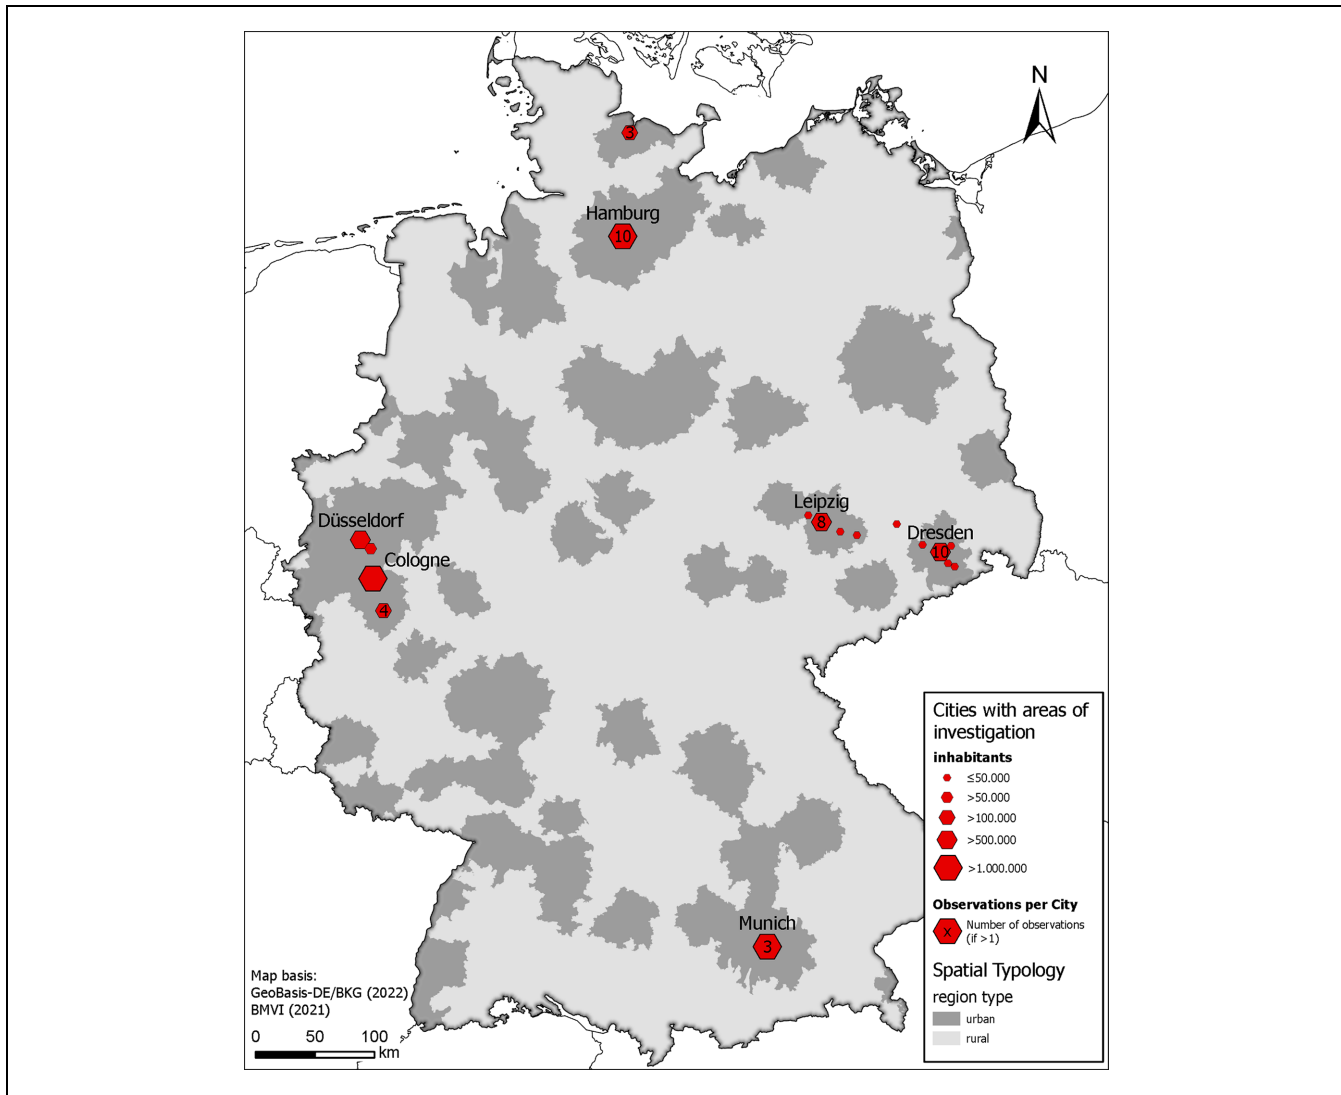 N
3
Hamburg
10
Leipzig
8
Düsseldorf
Dresden
10
Cologne
4
Munich
3
Cities with areas of
investigation
inhabitants
≤50.000
>50.000
>100.000
>500.000
>1.000.000
Observations per City
x
Number of observations
(if >1)
Spatial Typology
region type
urban
rural
Map basis:
GeoBasis-DE/BKG (2022)
BMVI (2021)
0 50 100
km